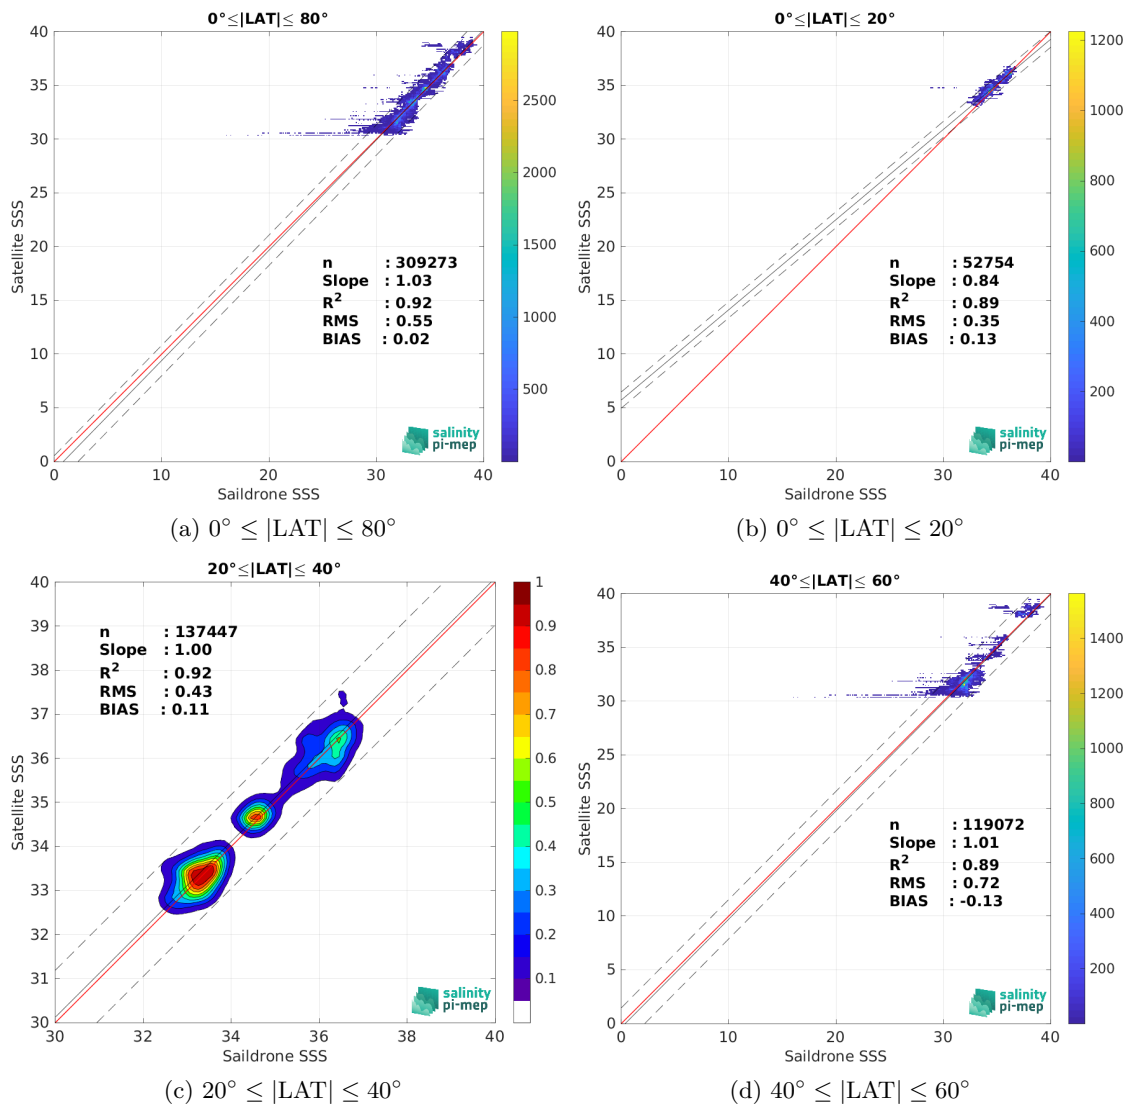 0°≤|LAT|≤ 80°
Satellite SSS
40
35
30
25
20
15
10
5
0
0
10
20
30
40
Saildrone SSS
n : 309273
Slope : 1.03
R² : 0.92
RMS : 0.55
BIAS : 0.02
salinity
pi-mep
2500
2000
1500
1000
500
(a) 0° ≤ |LAT| ≤ 80°
0°≤|LAT|≤ 20°
Satellite SSS
40
35
30
25
20
15
10
5
0
0
10
20
30
40
Saildrone SSS
n : 52754
Slope : 0.84
R² : 0.89
RMS : 0.35
BIAS : 0.13
salinity
pi-mep
1200
1000
800
600
400
200
(b) 0° ≤ |LAT| ≤ 20°
20°≤|LAT|≤ 40°
Satellite SSS
40
39
38
37
36
35
34
33
32
31
30
30
32
34
36
38
40
Saildrone SSS
n : 137447
Slope : 1.00
R² : 0.92
RMS : 0.43
BIAS : 0.11
salinity
pi-mep
1
0.9
0.8
0.7
0.6
0.5
0.4
0.3
0.2
0.1
(c) 20° ≤ |LAT| ≤ 40°
40°≤|LAT|≤ 60°
Satellite SSS
40
35
30
25
20
15
10
5
0
0
10
20
30
40
Saildrone SSS
n : 119072
Slope : 1.01
R² : 0.89
RMS : 0.72
BIAS : -0.13
salinity
pi-mep
1400
1200
1000
800
600
400
200
(d) 40° ≤ |LAT| ≤ 60°